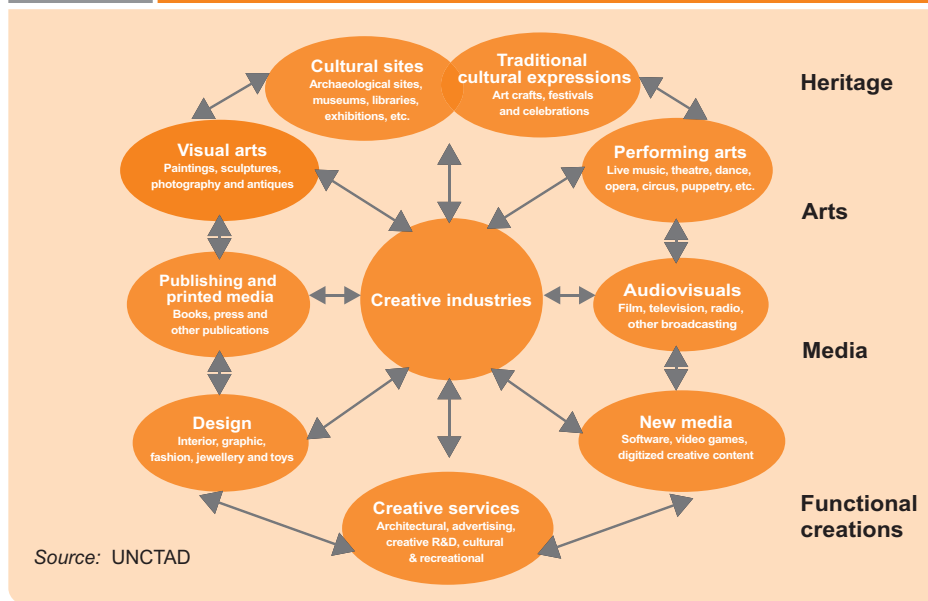 Cultural sites
Archaeological sites,
museums, libraries,
exhibitions, etc.
Traditional
cultural expressions
Art crafts, festivals
and celebrations
Heritage
Visual arts
Paintings, sculptures,
photography and antiques
Performing arts
Live music, theatre, dance,
opera, circus, puppetry, etc.
Arts
Publishing and
printed media
Books, press and
other publications
Creative industries
Audiovisuals
Film, television, radio,
other broadcasting
Media
Design
Interior, graphic,
fashion, jewellery and toys
New media
Software, video games,
digitized creative content
Creative services
Architectural, advertising,
creative R&D, cultural
& recreational
Functional
creations
Source: UNCTAD